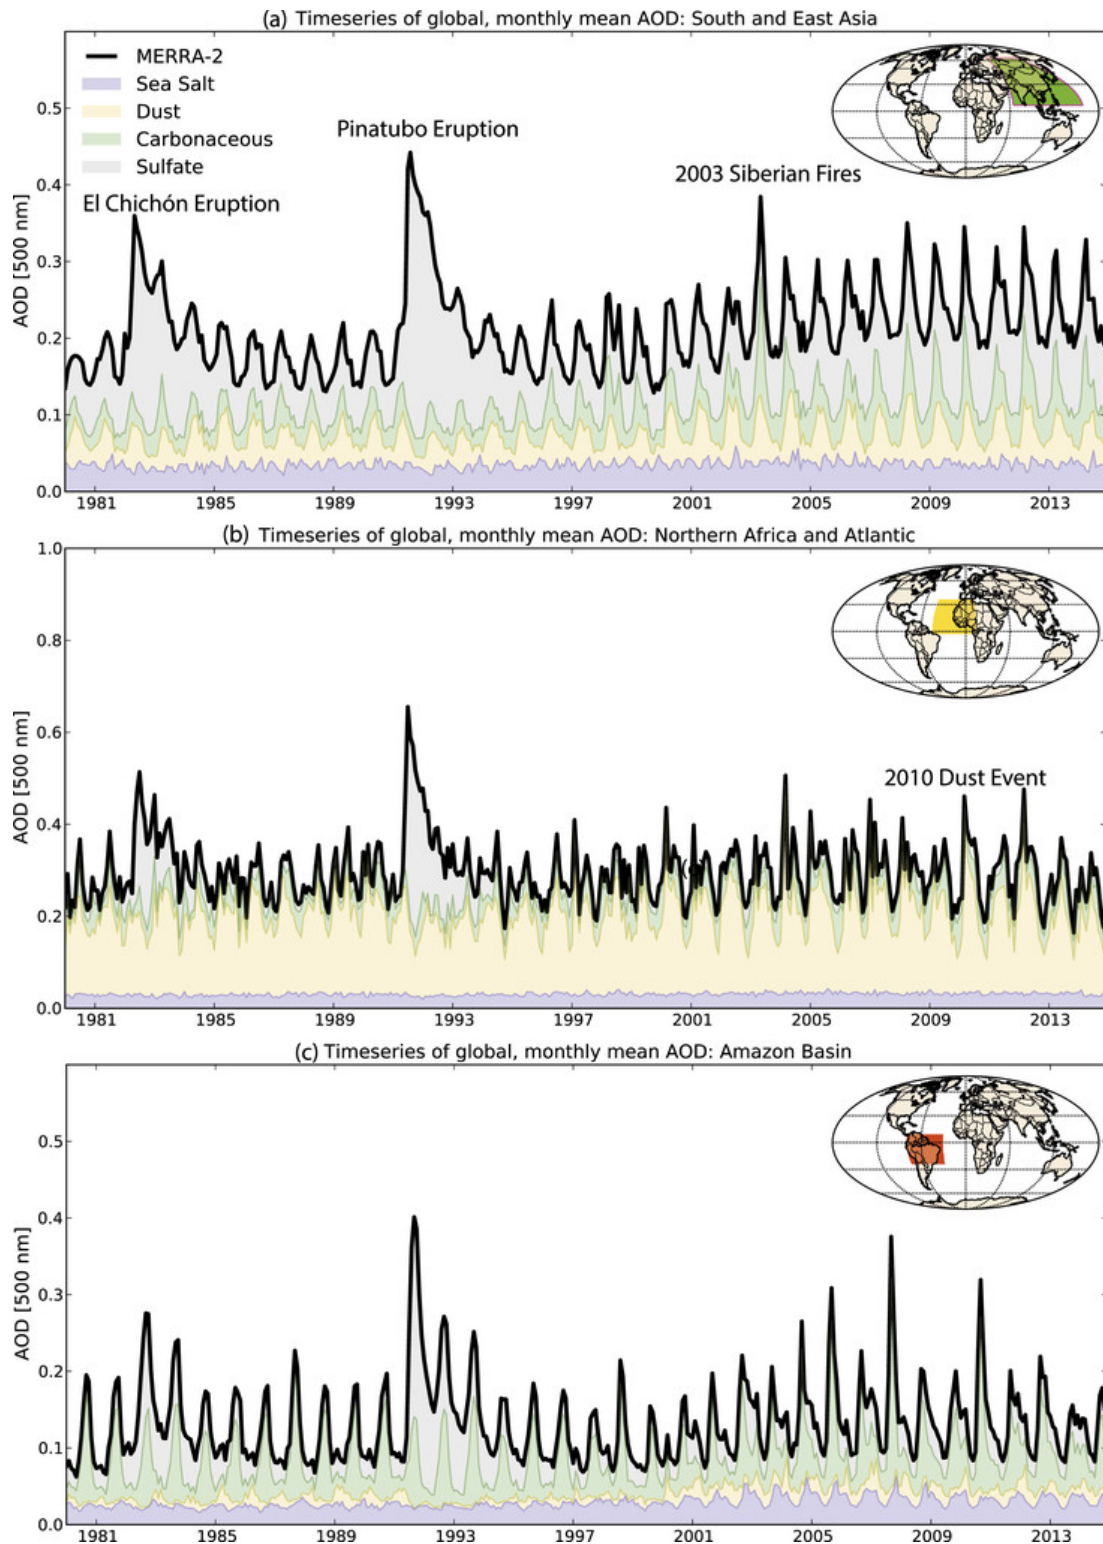 (a) Timeseries of global, monthly mean AOD: South and East Asia
MERRA-2
Sea Salt
Dust
Carbonaceous
Sulfate
El Chichón Eruption
Pinatubo Eruption
2003 Siberian Fires
AOD [500 nm]
0.5
0.4
0.3
0.2
0.1
0.0
1981 1985 1989 1993 1997 2001 2005 2009 2013
(b) Timeseries of global, monthly mean AOD: Northern Africa and Atlantic
2010 Dust Event
AOD [500 nm]
1.0
0.8
0.6
0.4
0.2
0.0
1981 1985 1989 1993 1997 2001 2005 2009 2013
(c) Timeseries of global, monthly mean AOD: Amazon Basin
AOD [500 nm]
0.5
0.4
0.3
0.2
0.1
0.0
1981 1985 1989 1993 1997 2001 2005 2009 2013